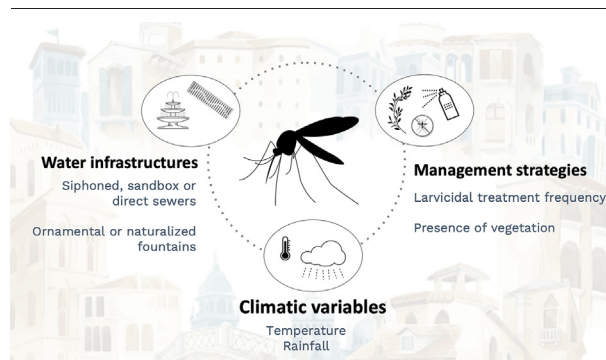 Water infrastructures
Siphoned, sandbox or
direct sewers
Ornamental or naturalized
fountains
Management strategies
Larvicidal treatment frequency
Presence of vegetation
Climatic variables
Temperature
Rainfall